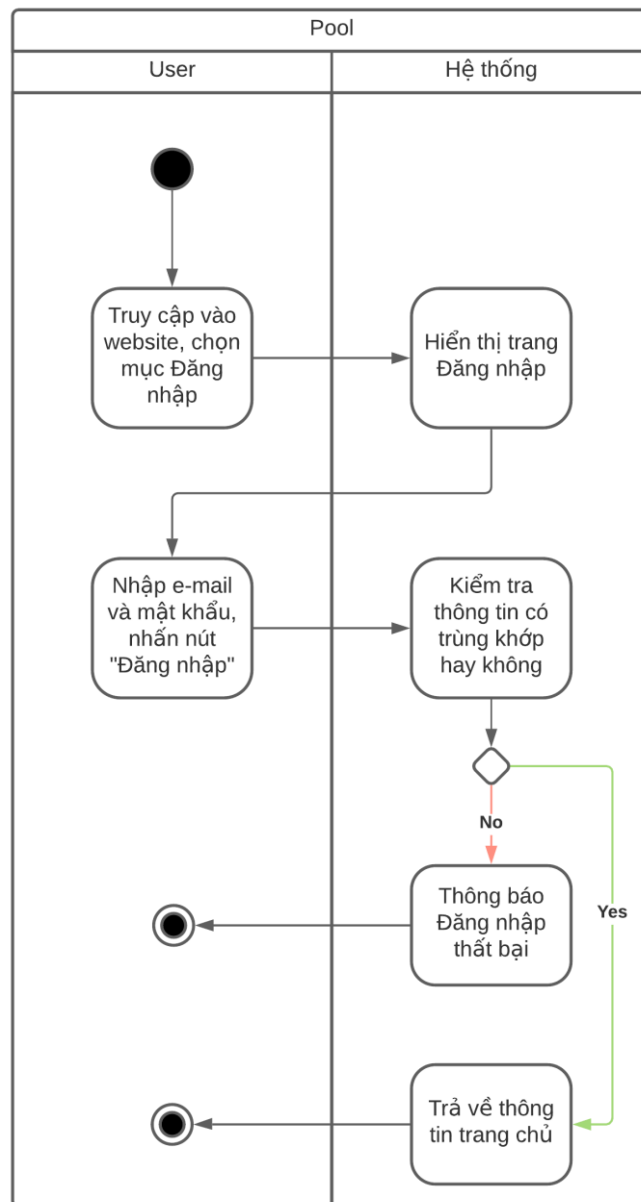 Pool
User
Hệ thống
Truy cập vào
website, chọn
mục Đăng
nhập
Hiển thị trang
Đăng nhập
Nhập e-mail
và mật khẩu,
nhấn nút
"Đăng nhập"
Kiểm tra
thông tin có
trùng khớp
hay không
No
Yes
Thông báo
Đăng nhập
thất bại
Trả về thông
tin trang chủ